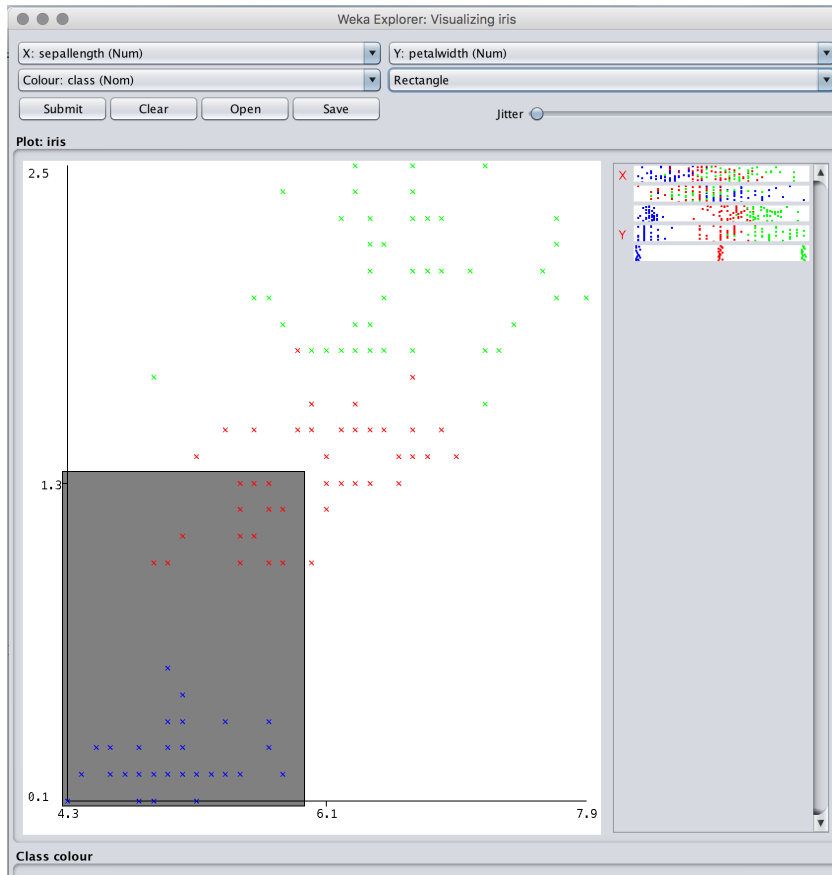 Weka Explorer: Visualizing iris
X: sepallength (Num) Y: petalwidth (Num)
Colour: class (Nom) Rectangle
Submit Clear Open Save Jitter
Plot: iris
2.5
1.3
0.1
4.3 6.1 7.9
X
Y
Class colour